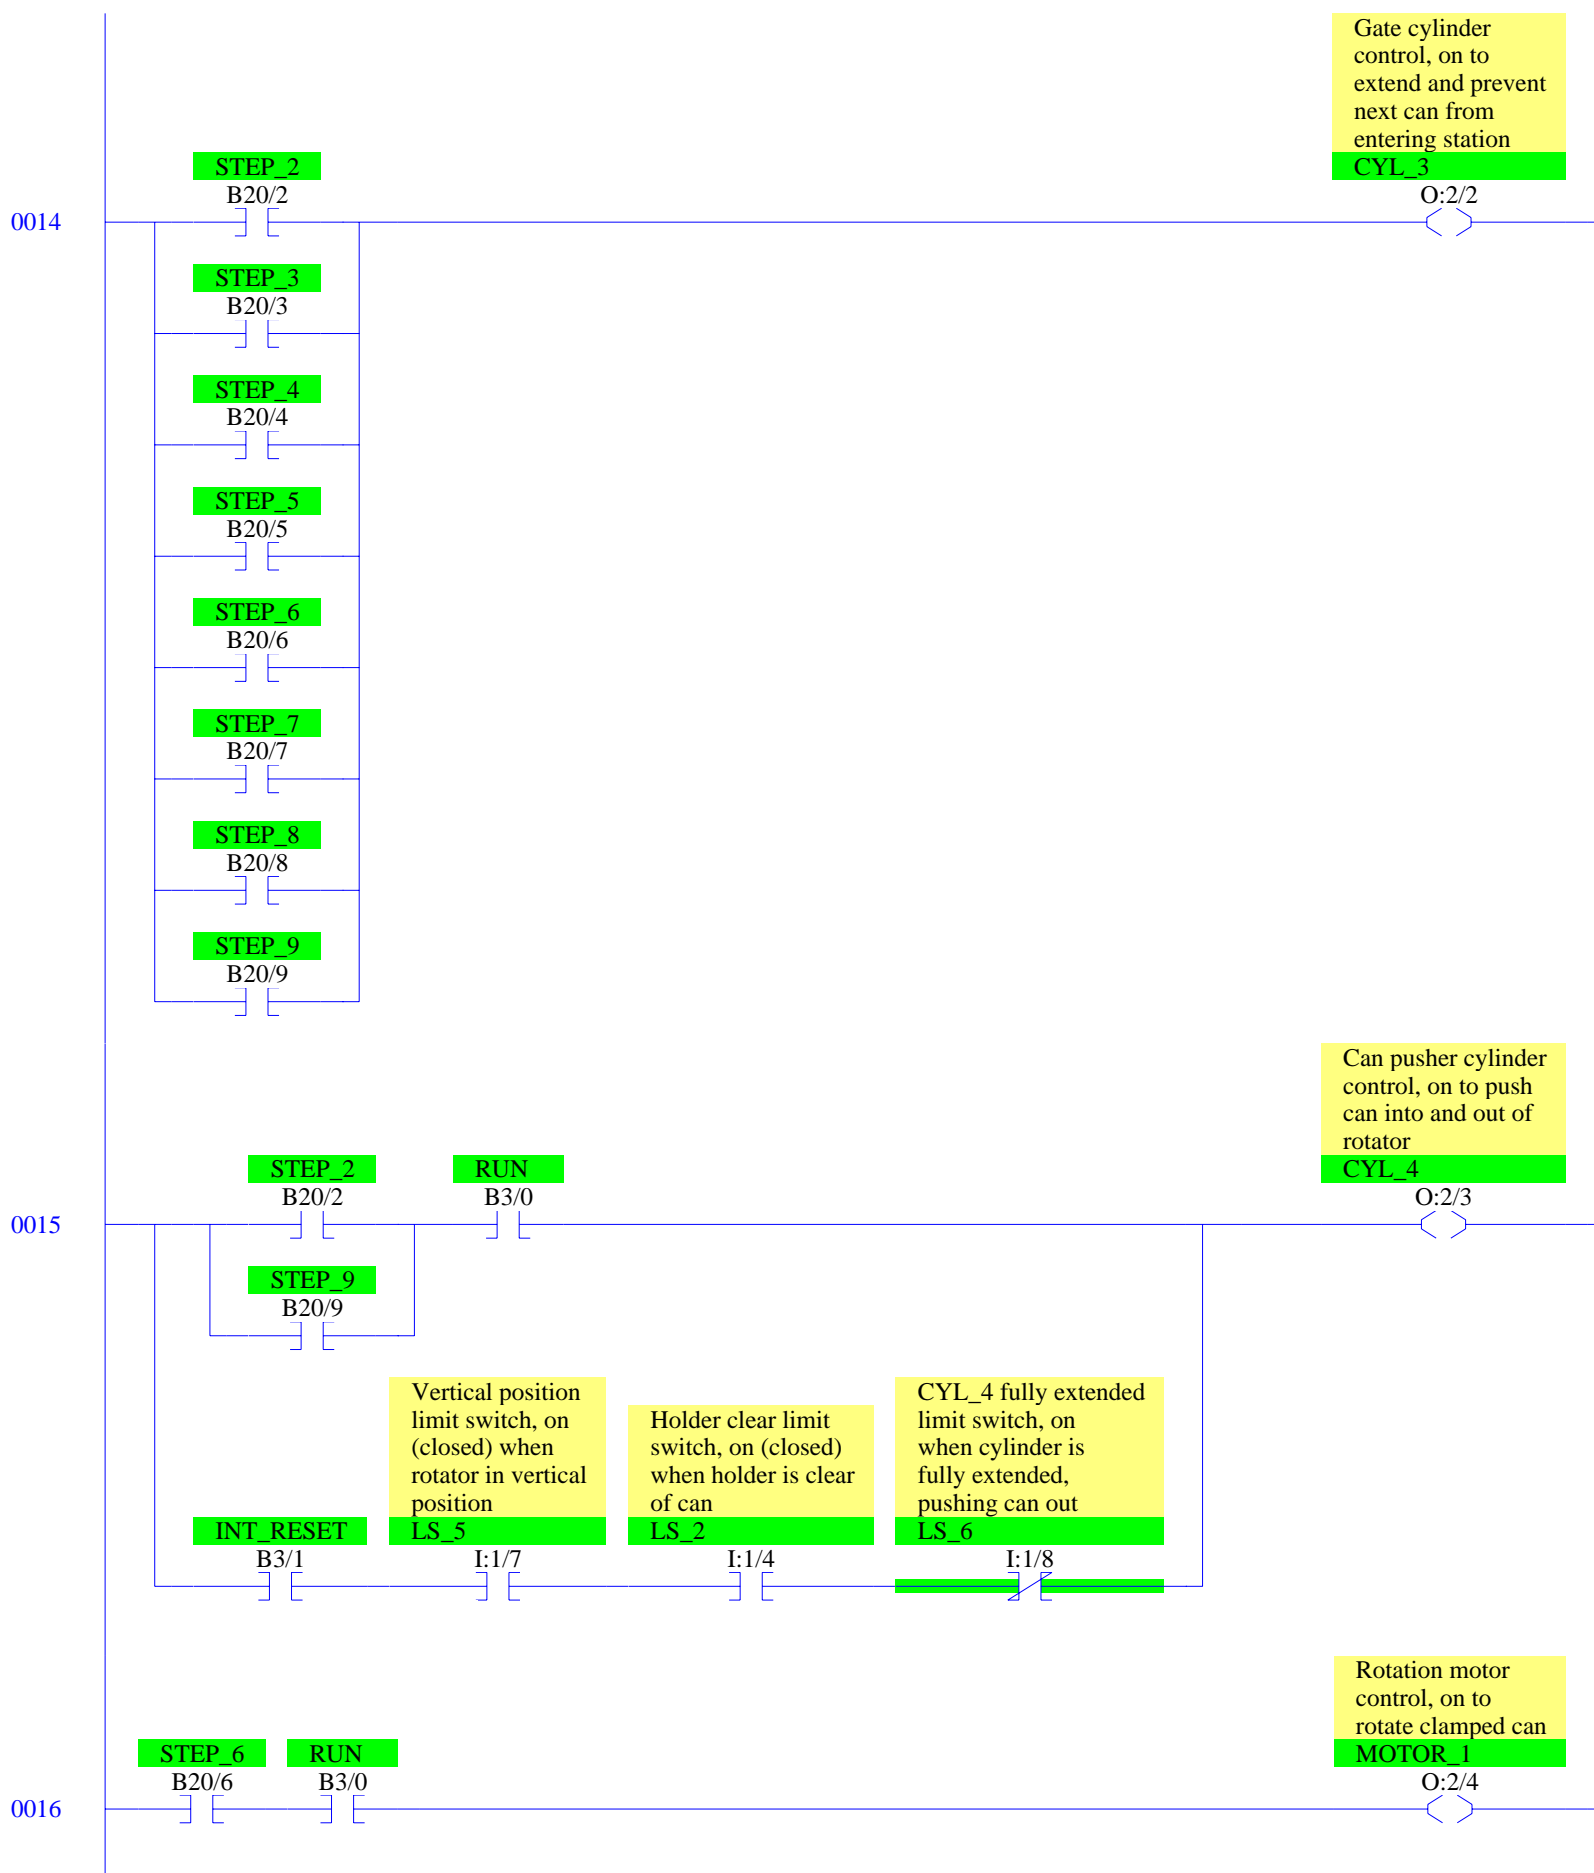 Gate cylinder
control, on to
extend and prevent
next can from
entering station
CYL_3
O:2/2
0014
STEP_2
B20/2
STEP_3
B20/3
STEP_4
B20/4
STEP_5
B20/5
STEP_6
B20/6
STEP_7
B20/7
STEP_8
B20/8
STEP_9
B20/9
Can pusher cylinder
control, on to push
can into and out of
rotator
CYL_4
O:2/3
0015
STEP_2
B20/2
RUN
B3/0
STEP_9
B20/9
INT_RESET
B3/1
Vertical position
limit switch, on
(closed) when
rotator in vertical
position
LS_5
I:1/7
Holder clear limit
switch, on (closed)
when holder is clear
of can
LS_2
I:1/4
CYL_4 fully extended
limit switch, on
when cylinder is
fully extended,
pushing can out
LS_6
I:1/8
Rotation motor
control, on to
rotate clamped can
MOTOR_1
O:2/4
0016
STEP_6
B20/6
RUN
B3/0